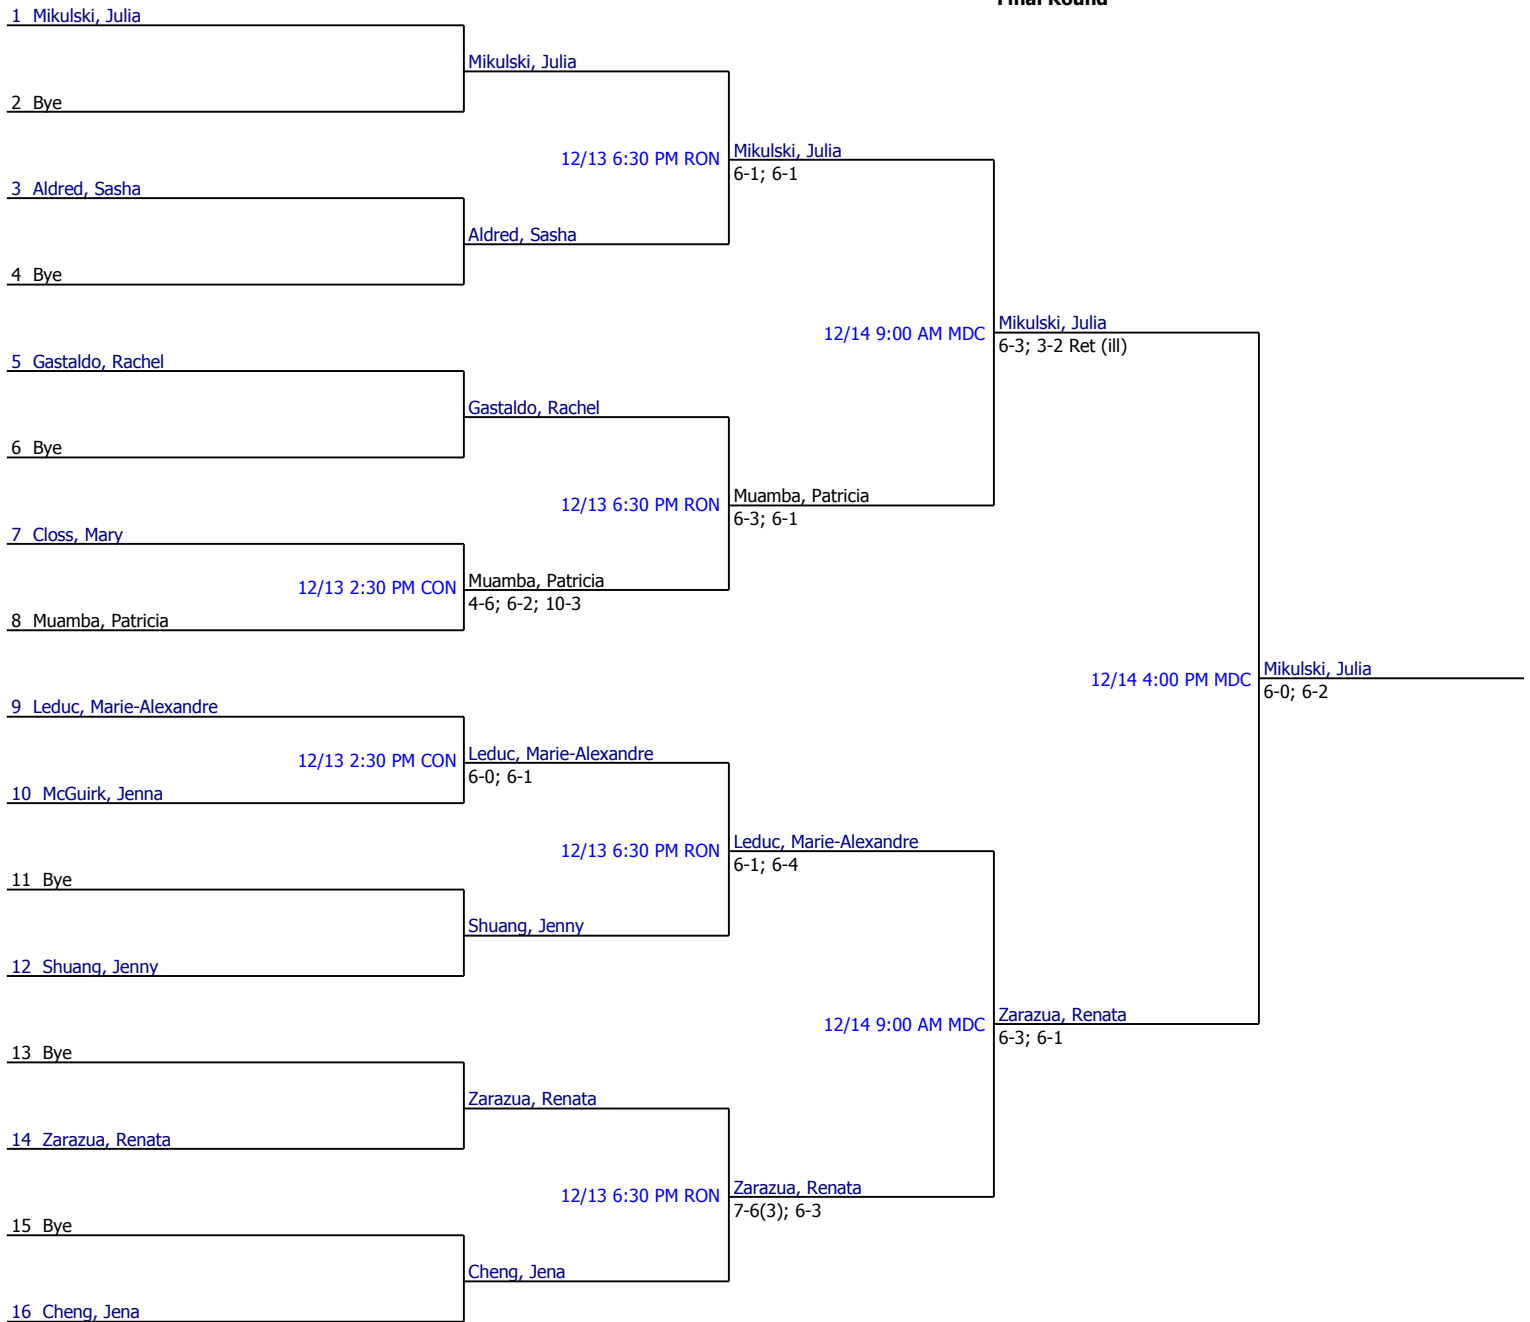 Final Round
1 Mikulski, Julia
Mikulski, Julia
2 Bye
12/13 6:30 PM RON
Mikulski, Julia
6-1; 6-1
3 Aldred, Sasha
Aldred, Sasha
4 Bye
12/14 9:00 AM MDC
Mikulski, Julia
6-3; 3-2 Ret (ill)
5 Gastaldo, Rachel
Gastaldo, Rachel
6 Bye
12/13 6:30 PM RON
Muamba, Patricia
6-3; 6-1
7 Closs, Mary
12/13 2:30 PM CON
Muamba, Patricia
4-6; 6-2; 10-3
8 Muamba, Patricia
12/14 4:00 PM MDC
Mikulski, Julia
6-0; 6-2
9 Leduc, Marie-Alexandre
12/13 2:30 PM CON
Leduc, Marie-Alexandre
6-0; 6-1
10 McGuirk, Jenna
12/13 6:30 PM RON
Leduc, Marie-Alexandre
6-1; 6-4
11 Bye
Shuang, Jenny
12 Shuang, Jenny
12/14 9:00 AM MDC
Zarazua, Renata
6-3; 6-1
13 Bye
Zarazua, Renata
14 Zarazua, Renata
12/13 6:30 PM RON
Zarazua, Renata
7-6(3); 6-3
15 Bye
Cheng, Jena
16 Cheng, Jena